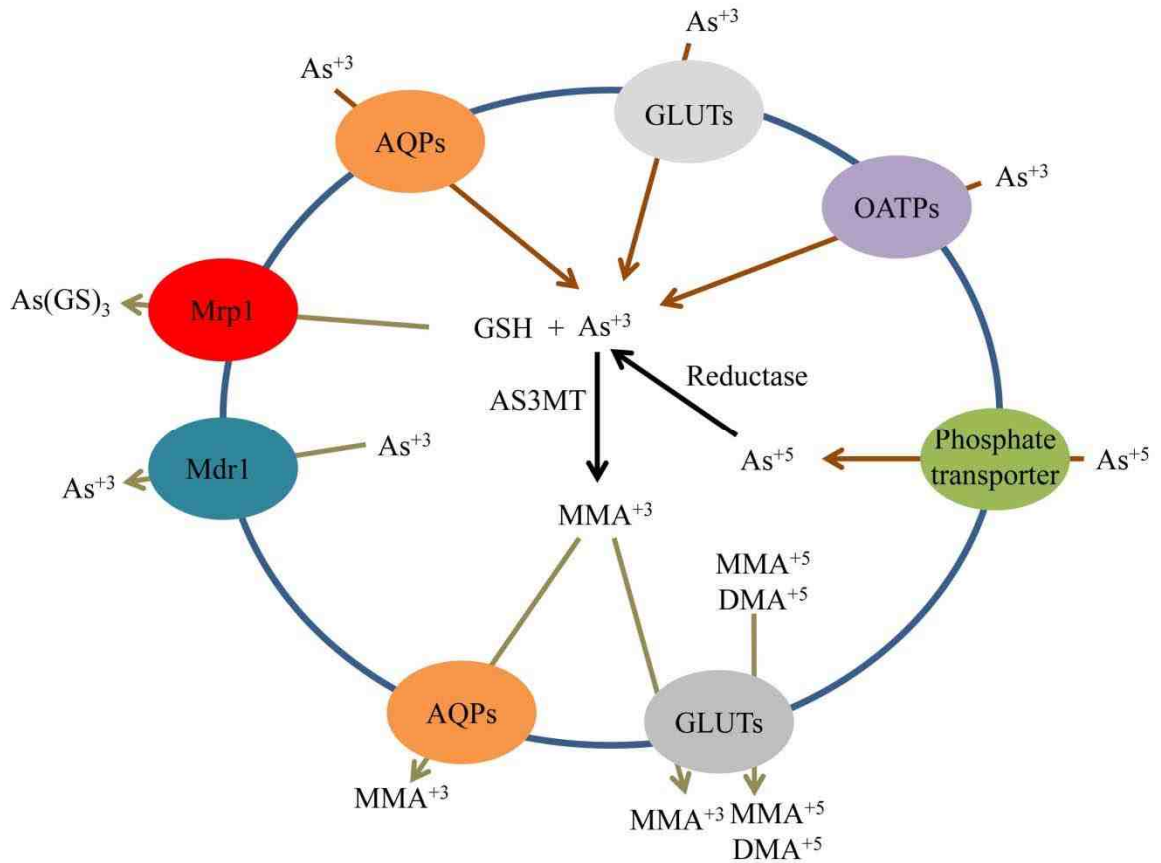 As⁺³
As⁺³
GLUTs
AQPs
As⁺³
OATPs
As(GS)₃
Mrp1
GSH + As⁺³
AS3MT
Reductase
Phosphate
transporter
As⁺³
Mdr1
As⁺³
As⁺⁵
As⁺⁵
MMA⁺³
MMA⁺⁵
DMA⁺⁵
AQPs
GLUTs
MMA⁺³
MMA⁺³
MMA⁺⁵
DMA⁺⁵